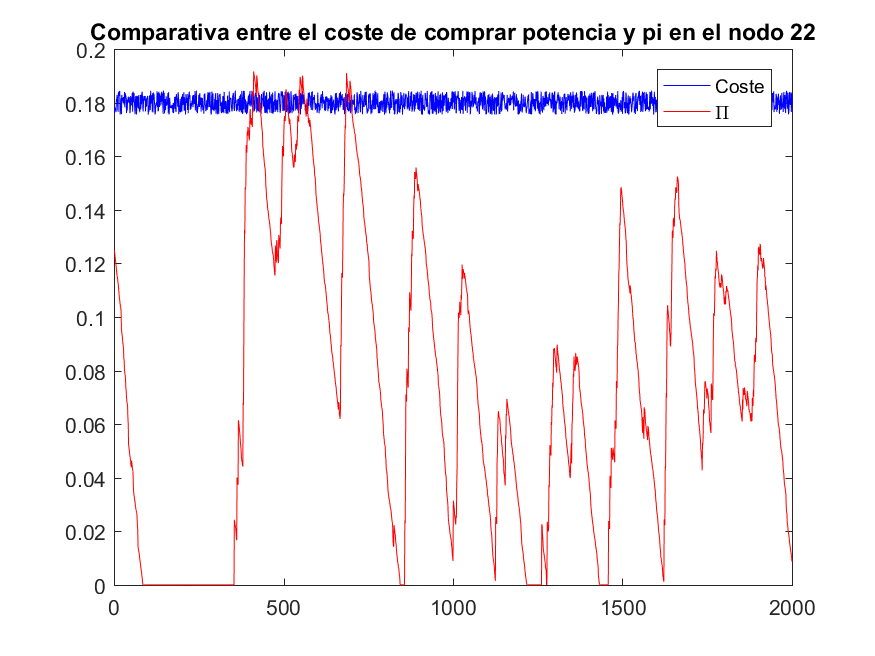 Comparativa entre el coste de comprar potencia y pi en el nodo 22
0.2
0.18
0.16
0.14
0.12
0.1
0.08
0.06
0.04
0.02
0
0 500 1000 1500 2000
Coste
Π